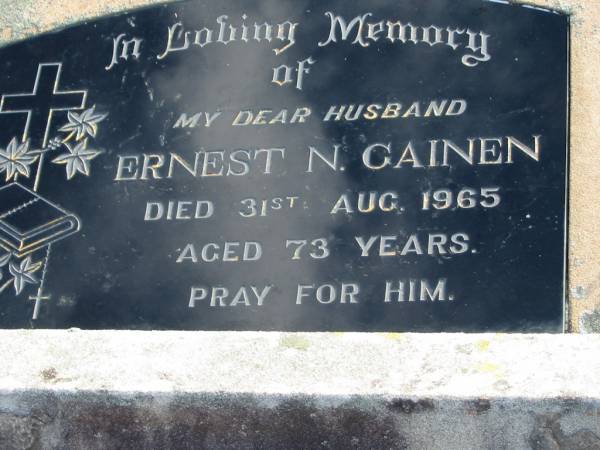 In Loving Memory
of
MY DEAR HUSBAND
ERNEST N. GAINEN
DIED 31ST AUG. 1965
AGED 73 YEARS.
PRAY FOR HIM.